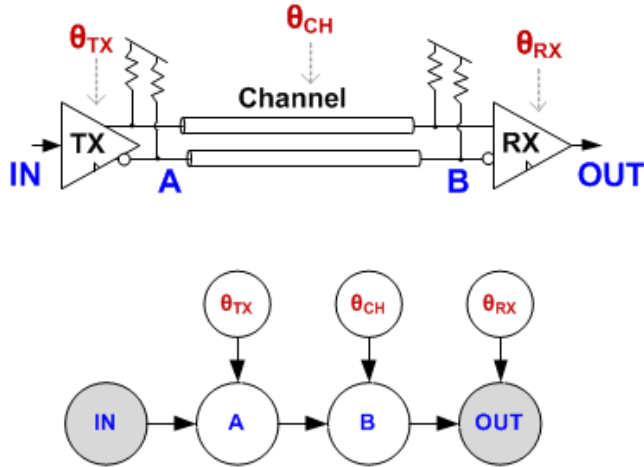 θTX
θCH
θRX
Channel
TX
RX
IN
A
B
OUT
θTX
θCH
θRX
IN
A
B
OUT